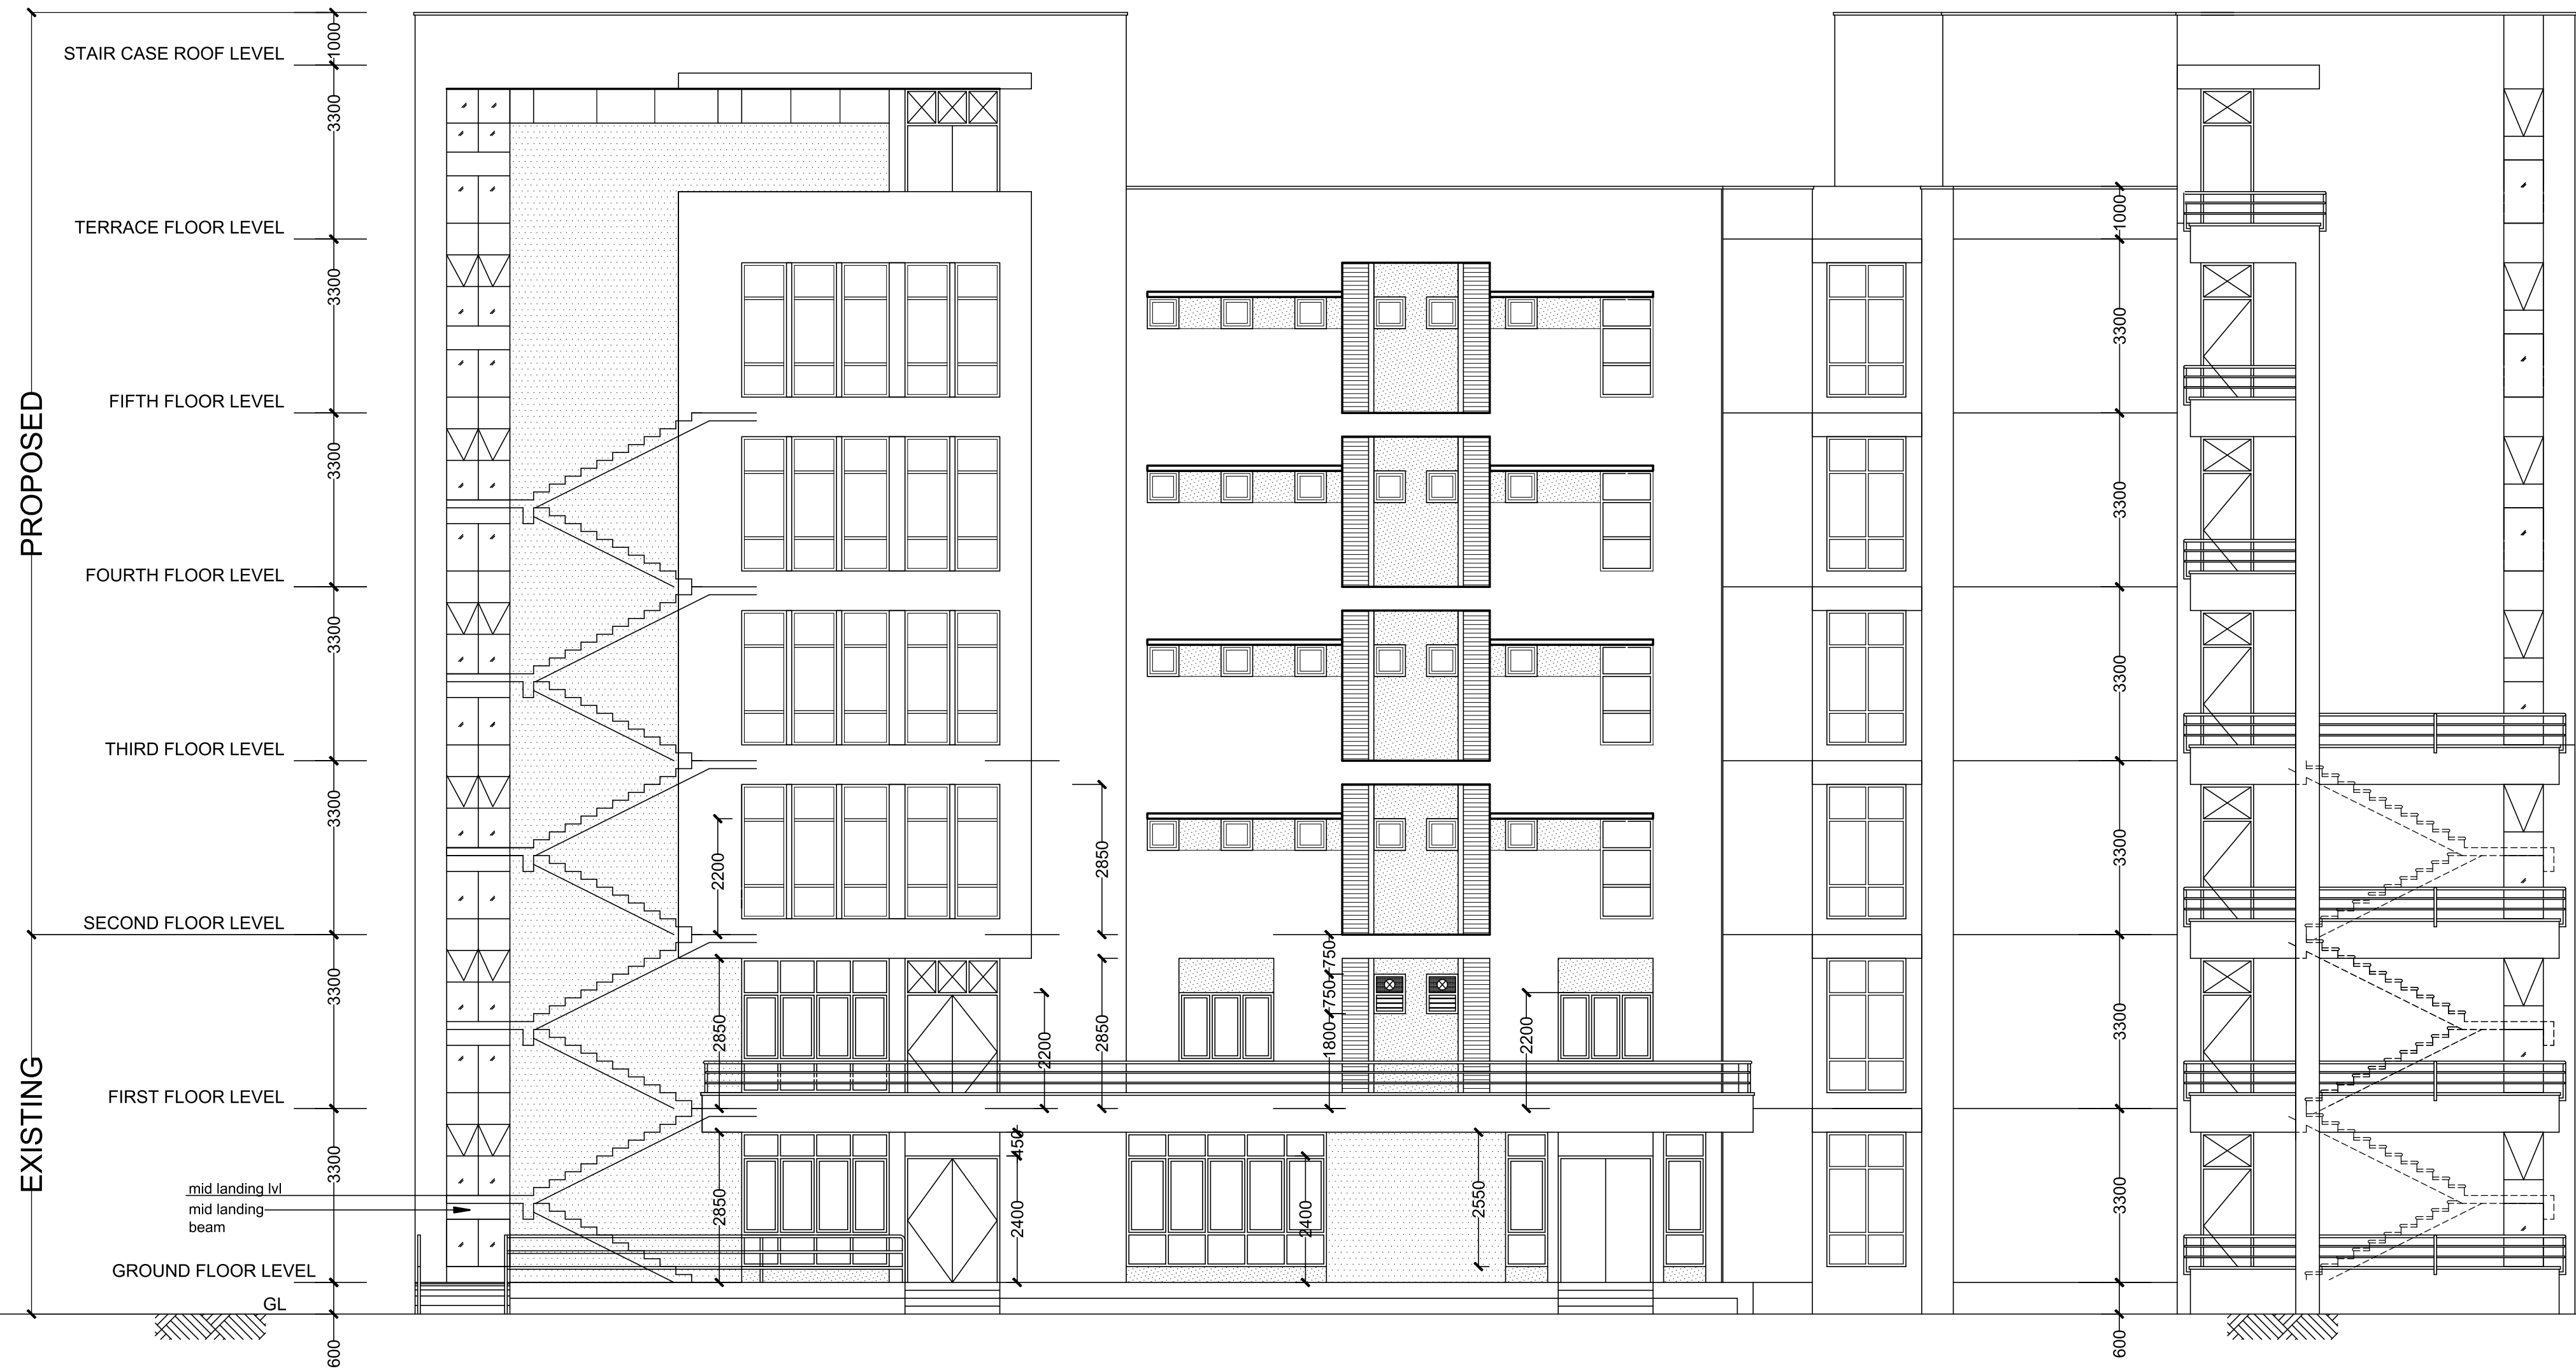 STAIR CASE ROOF LEVEL
1000
3300
TERRACE FLOOR LEVEL
1000
3300
3300
FIFTH FLOOR LEVEL
3300
3300
PROPOSED
FOURTH FLOOR LEVEL
3300
3300
THIRD FLOOR LEVEL
3300
3300
2200
2850
SECOND FLOOR LEVEL
3300
2850
2200
2850
750
750
1800
2200
3300
FIRST FLOOR LEVEL
EXISTING
3300
2850
450
2400
2400
2550
3300
mid landing lvl
mid landing
beam
GROUND FLOOR LEVEL
GL
600
600